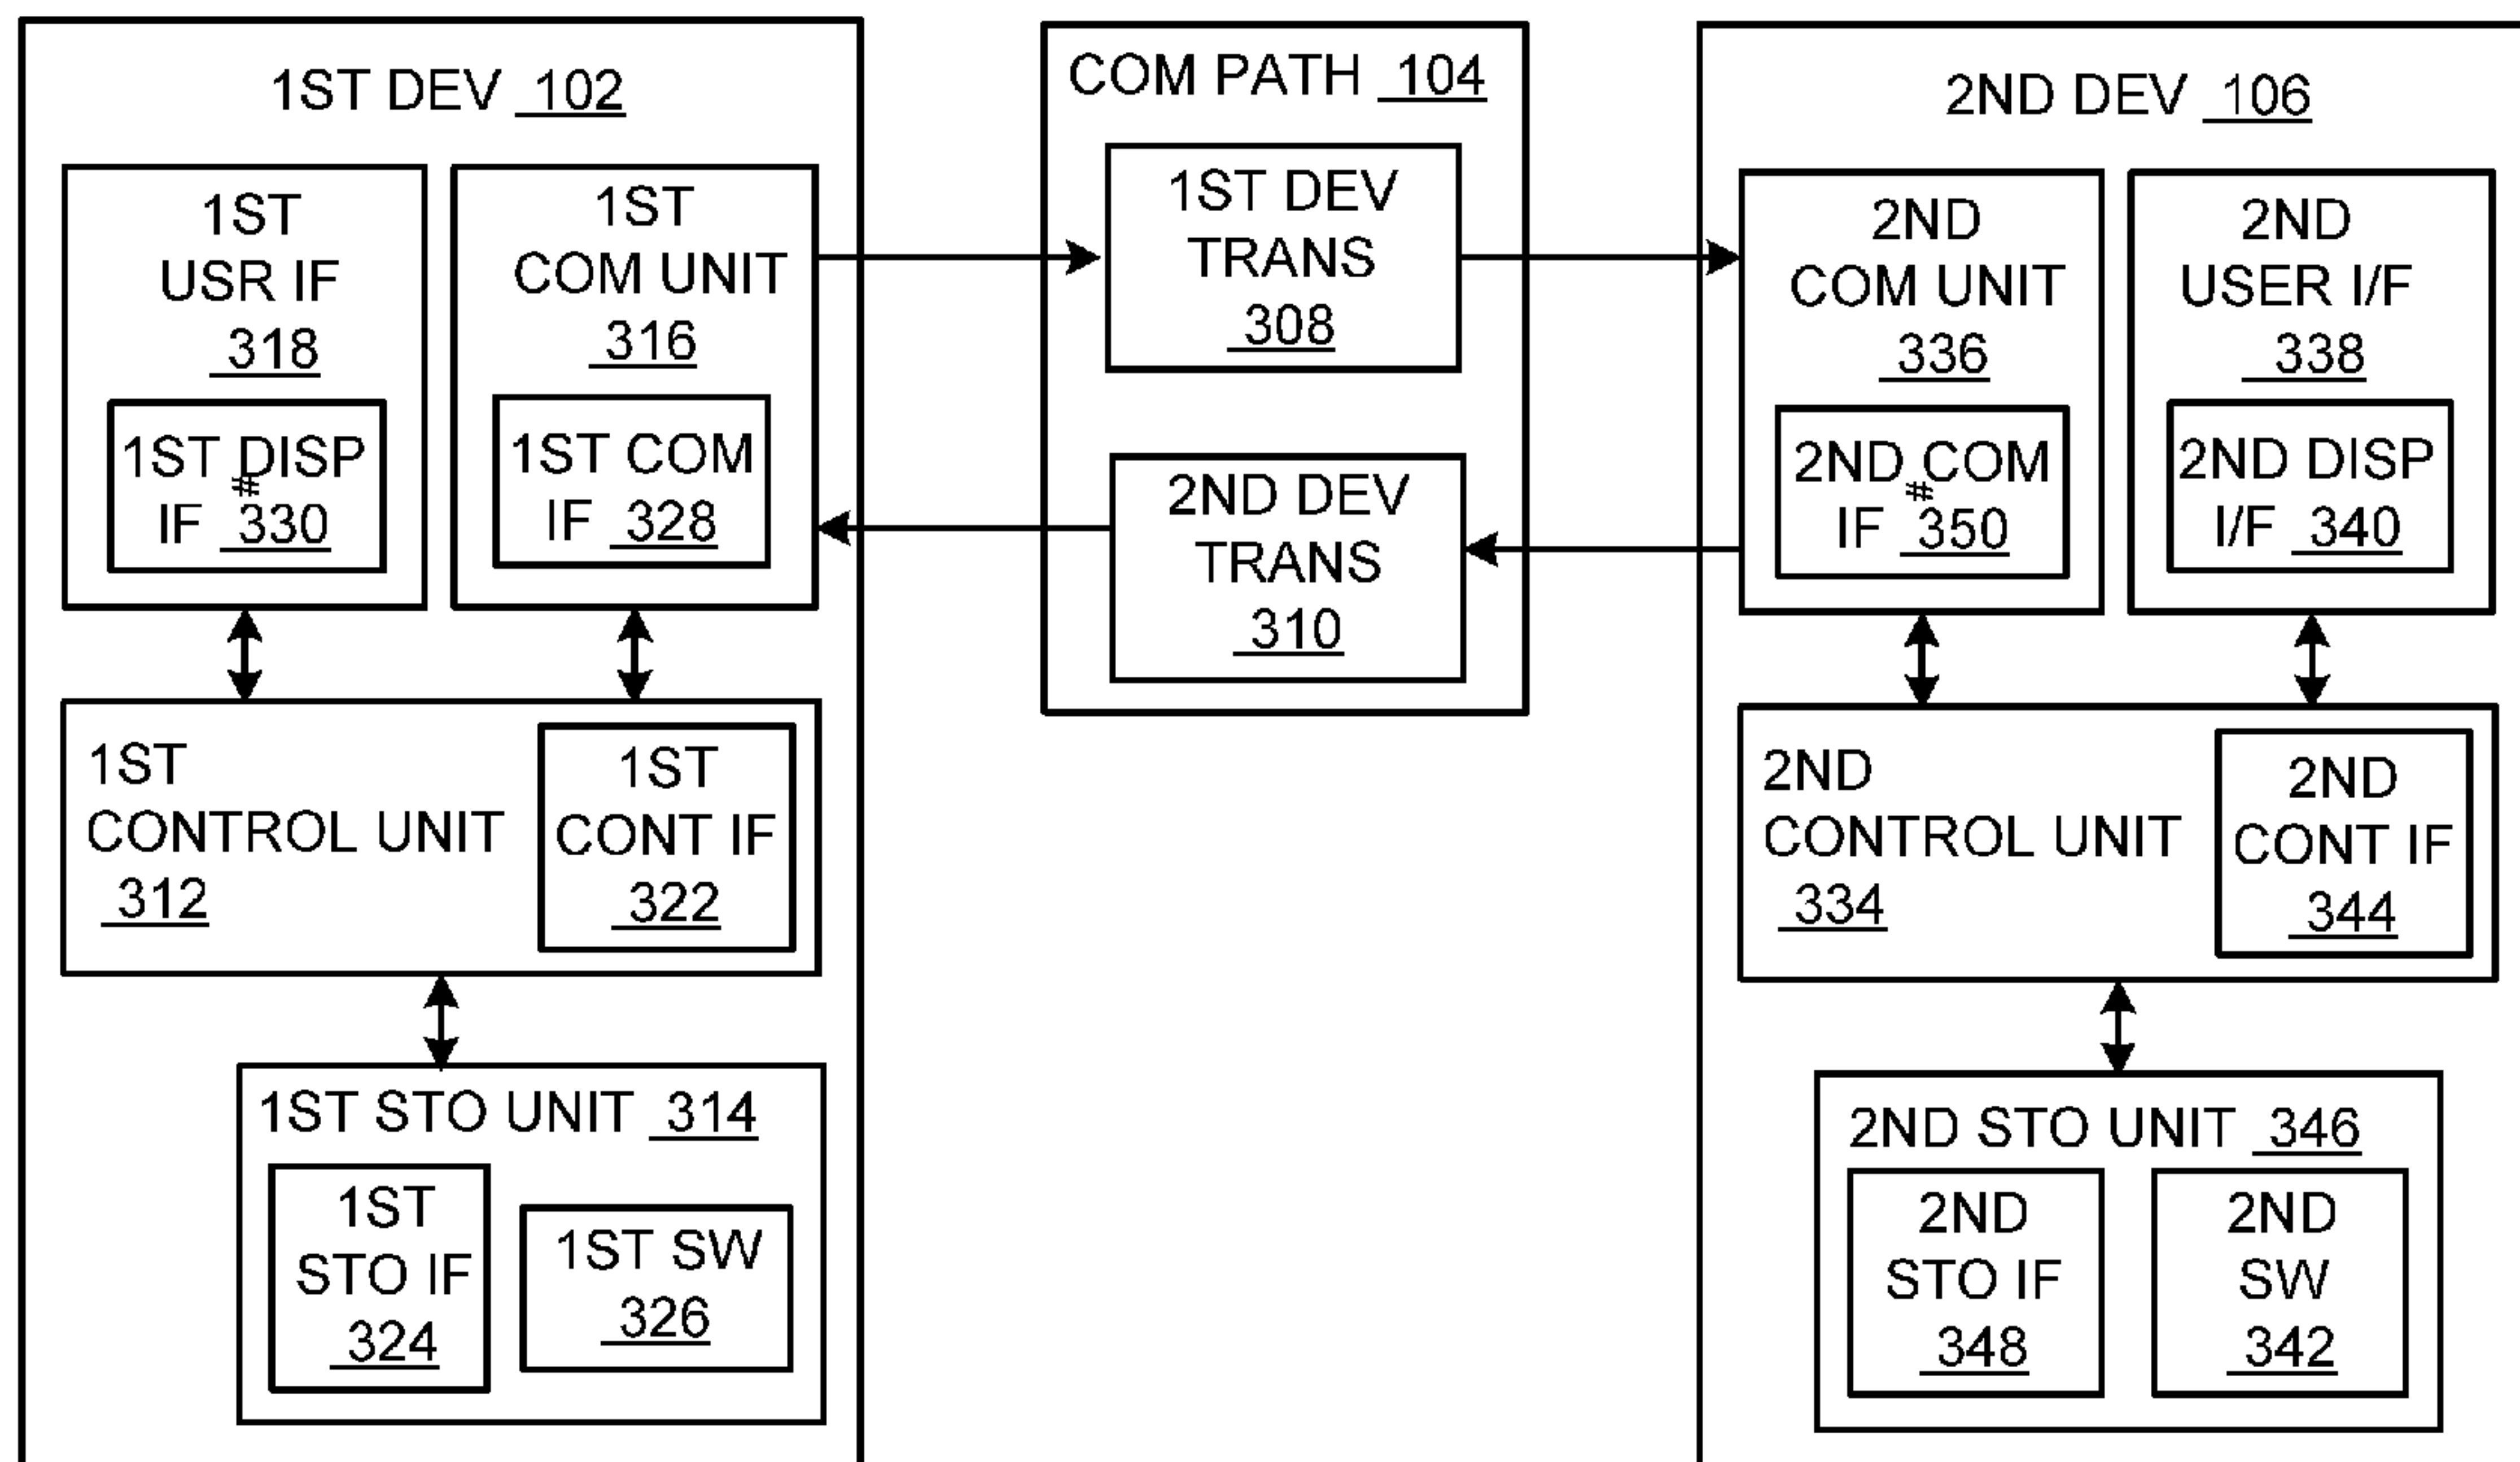 1ST DEV 102
1ST
USR IF
318
1ST DISP
#
IF 330
1ST
COM UNIT
316
1ST COM
IF 328
1ST
CONTROL UNIT
312
1ST
CONT IF
322
1ST STO UNIT 314
1ST
STO IF
324
1ST SW
326
COM PATH 104
1ST DEV
TRANS
308
2ND DEV
TRANS
310
2ND DEV 106
2ND
COM UNIT
336
2ND COM
#
IF 350
2ND
USER I/F
338
2ND DISP
I/F 340
2ND
CONTROL UNIT
334
2ND
CONT IF
344
2ND STO UNIT 346
2ND
STO IF
348
2ND
SW
342